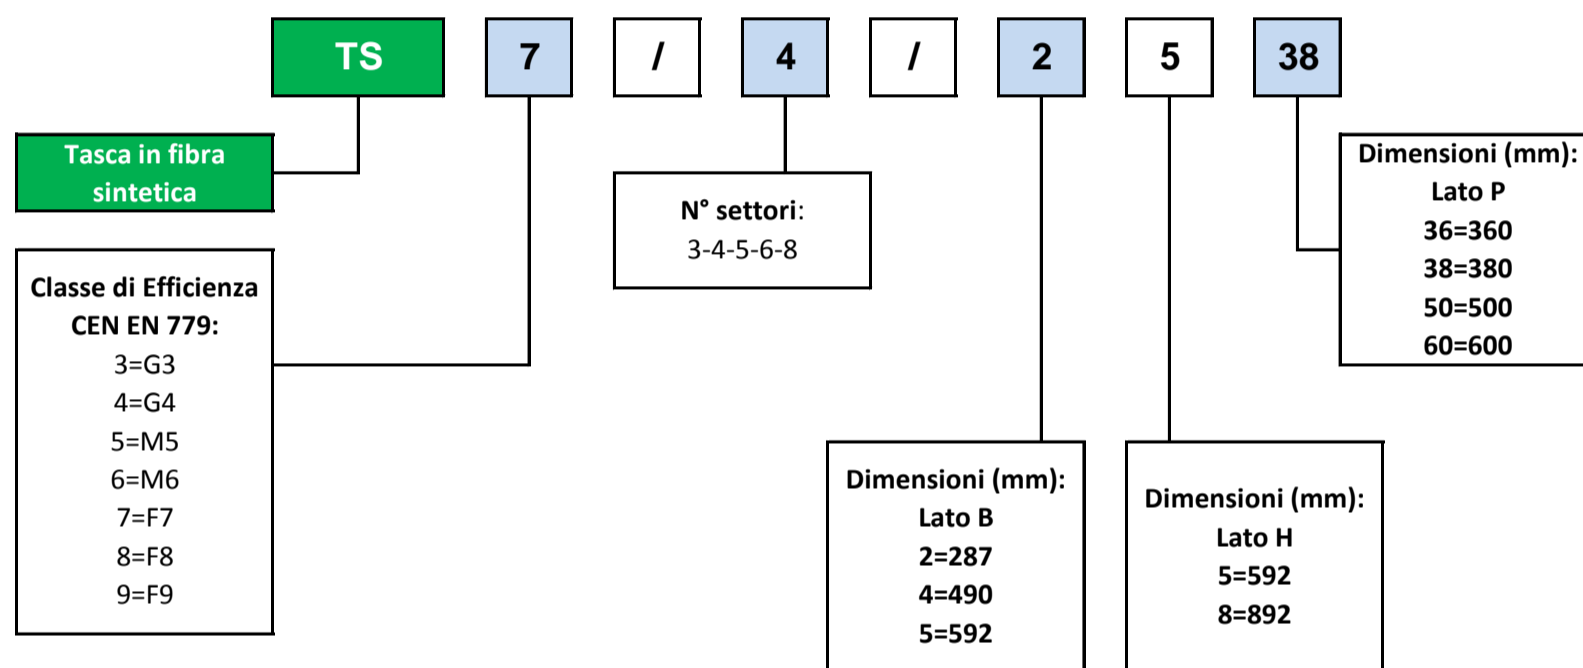 TS 7 / 4 / 2 5 38
Tasca in fibra
sintetica
Classe di Efficienza
CEN EN 779:
3=G3
4=G4
5=M5
6=M6
7=F7
8=F8
9=F9
N° settori:
3-4-5-6-8
Dimensioni (mm):
Lato B
2=287
4=490
5=592
Dimensioni (mm):
Lato H
5=592
8=892
Dimensioni (mm):
Lato P
36=360
38=380
50=500
60=600